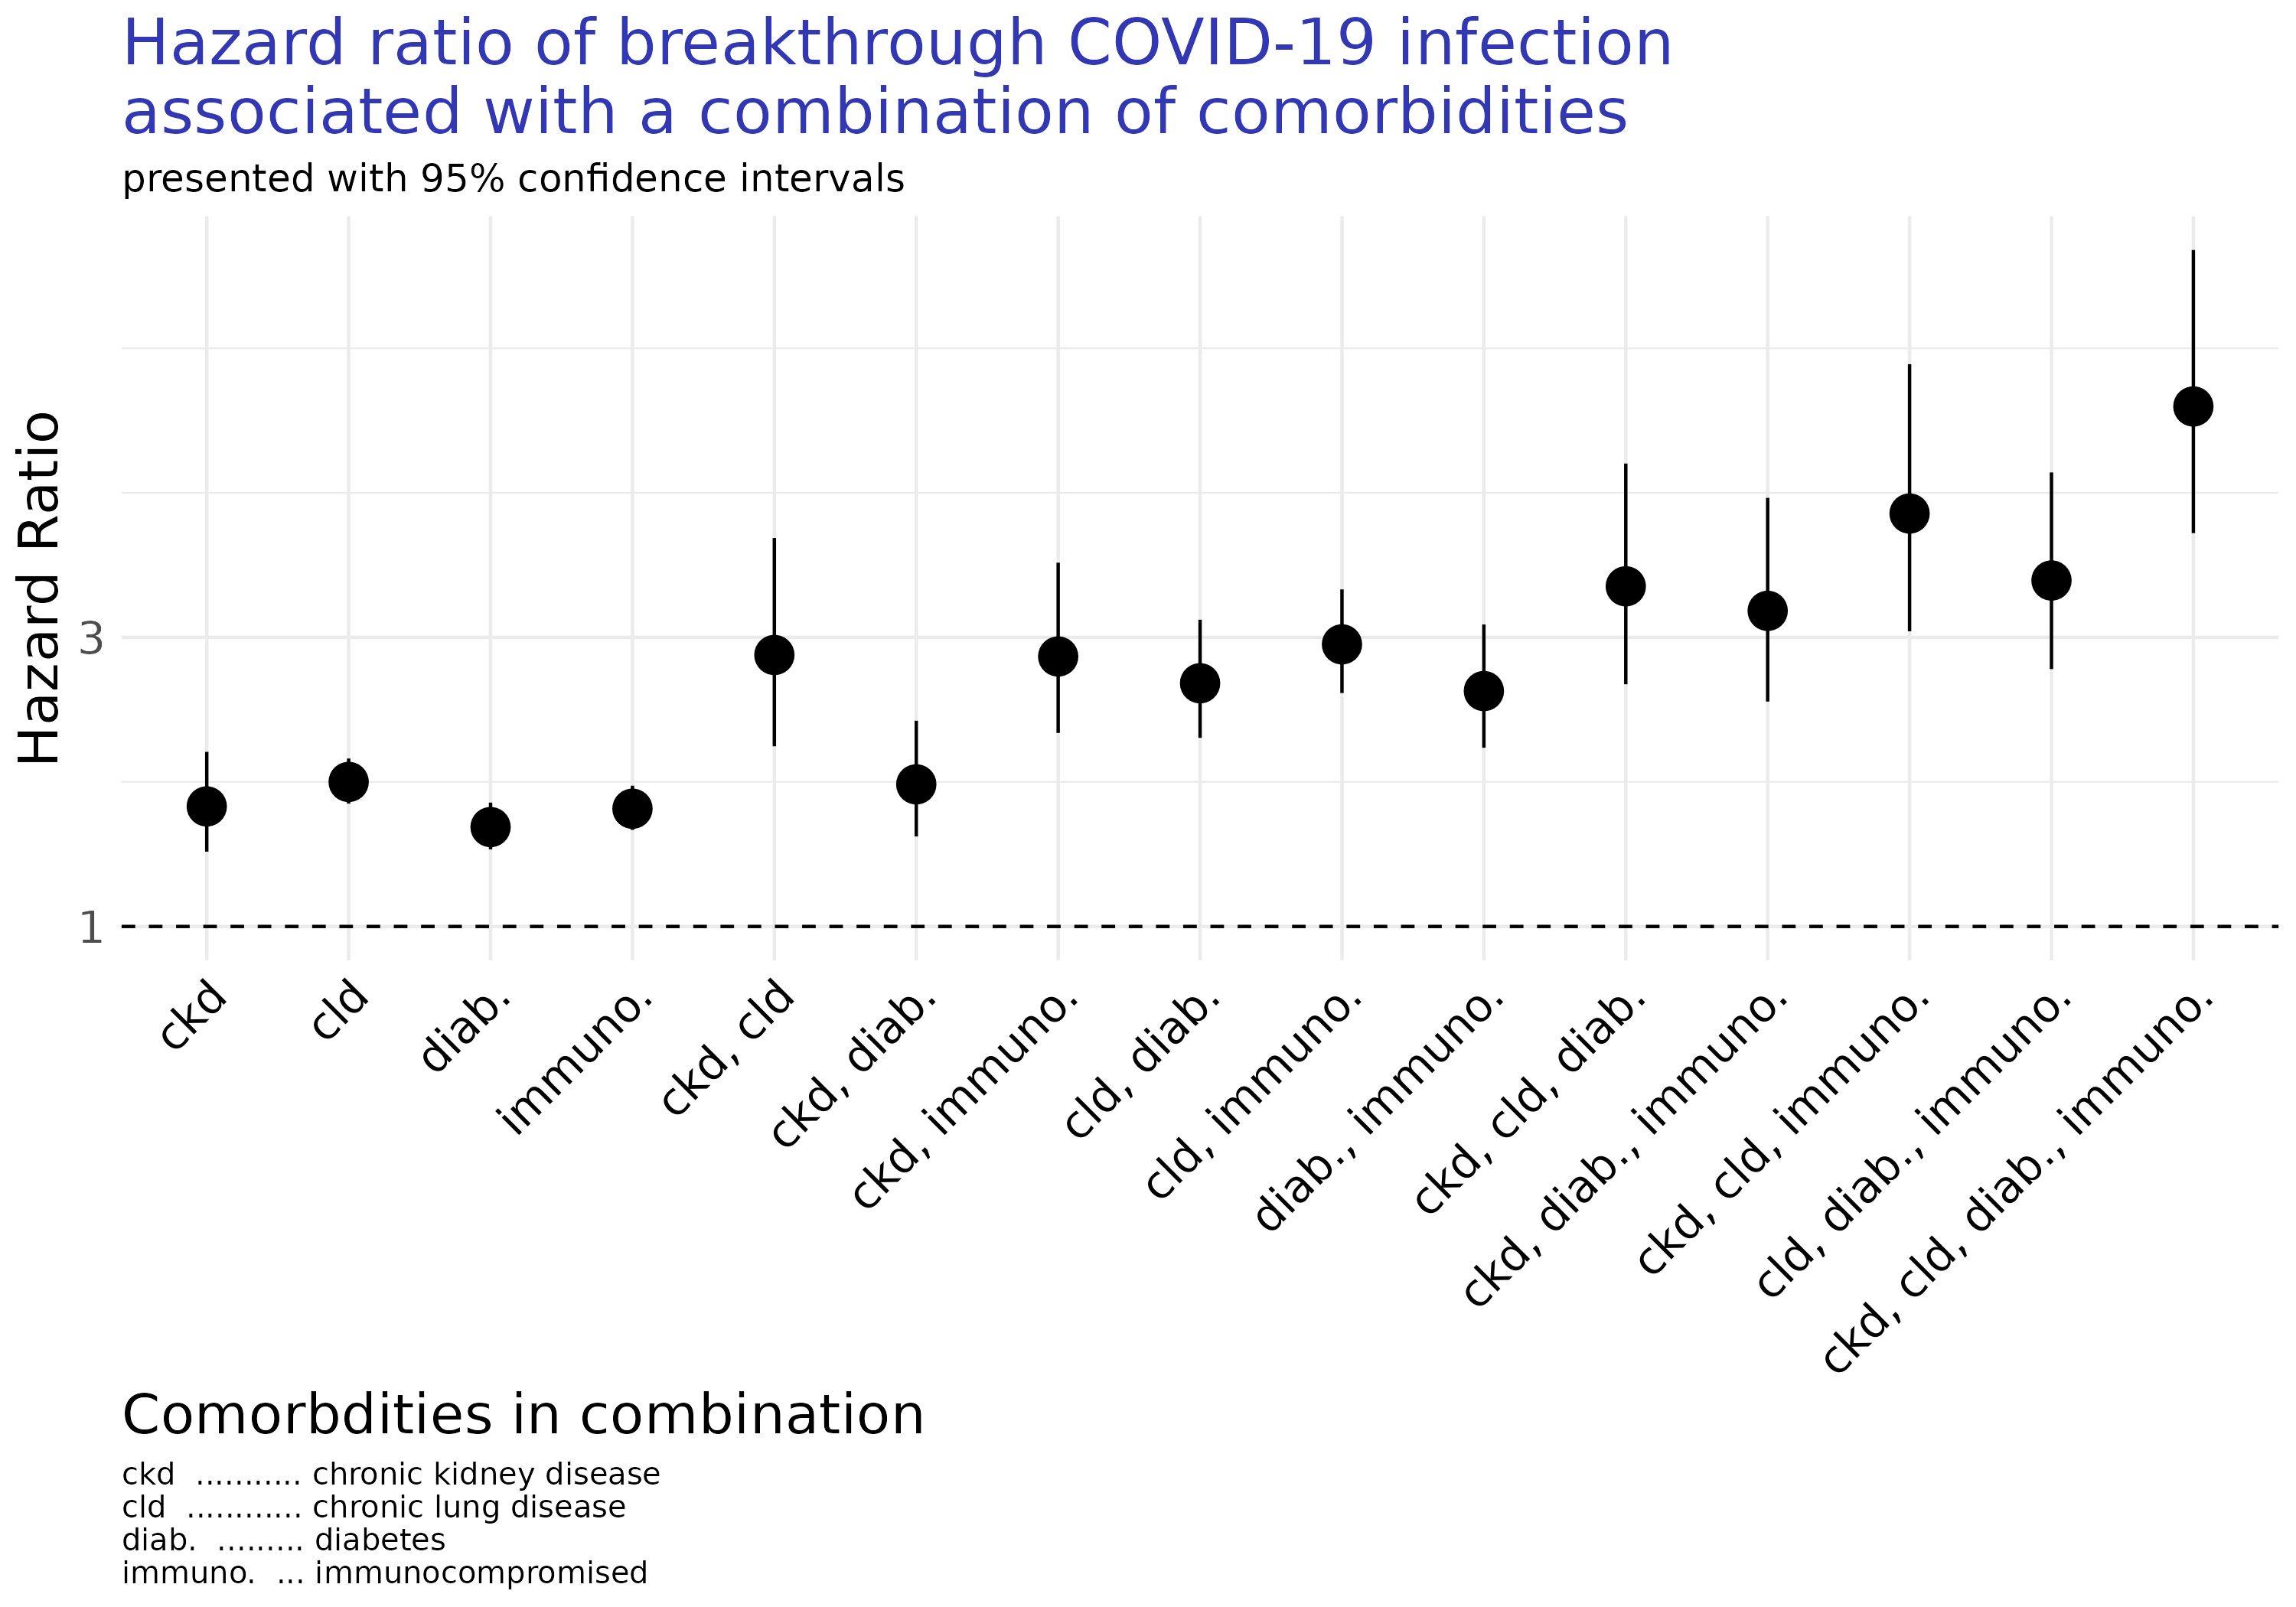 Hazard ratio of breakthrough COVID-19 infection
associated with a combination of comorbidities
presented with 95% confidence intervals
Hazard Ratio
3
1
ckd
cld
diab.
immuno.
ckd, cld
ckd, diab.
ckd, immuno.
cld, diab.
cld, immuno.
diab., immuno.
ckd, cld, diab.
ckd, diab., immuno.
ckd, cld, immuno.
cld, diab., immuno.
ckd, cld, diab., immuno.
Comorbdities in combination
ckd ........... chronic kidney disease
cld ............ chronic lung disease
diab. ......... diabetes
immuno. ... immunocompromised